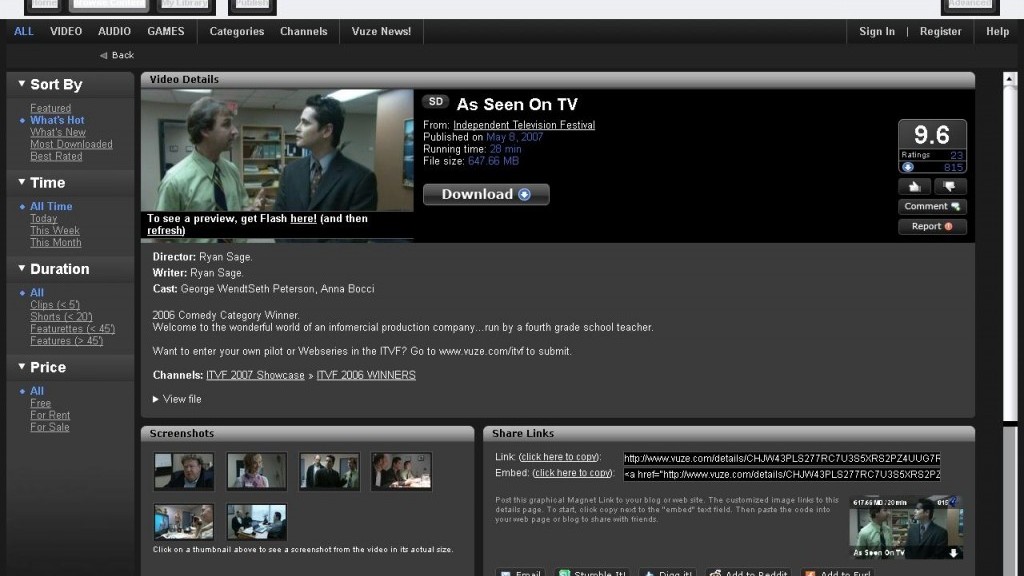 Home
Browse Content
My Library
Publish
Advanced
ALL VIDEO AUDIO GAMES Categories Channels Vuze News! Sign In | Register Help
Back
Sort By
Featured
What's Hot
What's New
Most Downloaded
Best Rated
Time
All Time
Today
This Week
This Month
Duration
All
Clips (< 5')
Shorts (< 20')
Featurettes (< 45')
Features (> 45')
Price
All
Free
For Rent
For Sale
Video Details
To see a preview, get Flash here! (and then
refresh)
SD As Seen On TV
From: Independent Television Festival
Published on May 8, 2007
Running time: 28 min
File size: 647.66 MB
Download
9.6
Ratings 23
815
Comment
Report
Director: Ryan Sage.
Writer: Ryan Sage.
Cast: George WendtSeth Peterson, Anna Bocci
2006 Comedy Category Winner.
Welcome to the wonderful world of an infomercial production company...run by a fourth grade school teacher.
Want to enter your own pilot or Webseries in the ITVF? Go to www.vuze.com/itvf to submit.
Channels: ITVF 2007 Showcase » ITVF 2006 WINNERS
View file
Screenshots
Click on a thumbnail above to see a screenshot from the video in its actual size.
Share Links
Link: (click here to copy): http://www.vuze.com/details/CHJW43PLS277RC7U3S5XRS2PZ4UUG7F
Embed: (click here to copy): <a href="http://www.vuze.com/details/CHJW43PLS277RC7U3S5XRS2PZ
Post this graphical Magnet Link to your blog or web site. The customized image links to this
details page. To start, click copy next to the "embed" text field. Then paste the code into
your web page or blog to share with friends.
617.66 MB / 28 min 815
As Seen On TV
Email Stumble It! Digg it! Add to Reddit Add to Furl